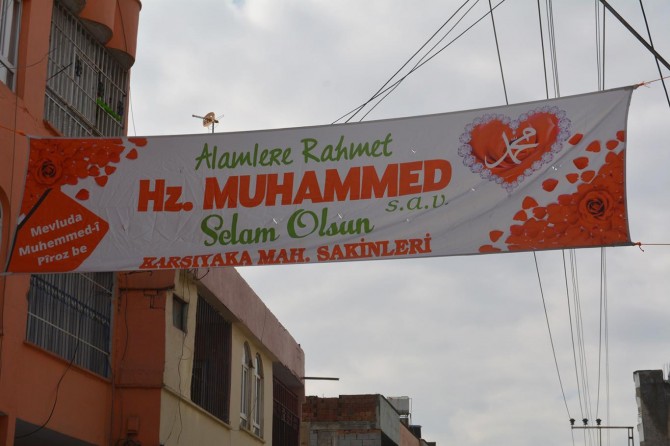 Alamlere Rahmet
Hz. MUHAMMED
s.a.v.
Selam Olsun
KARŞIYAKA MAH. SAKİNLERİ
Mevluda
Muhemmed-i
Pîroz be
محمد